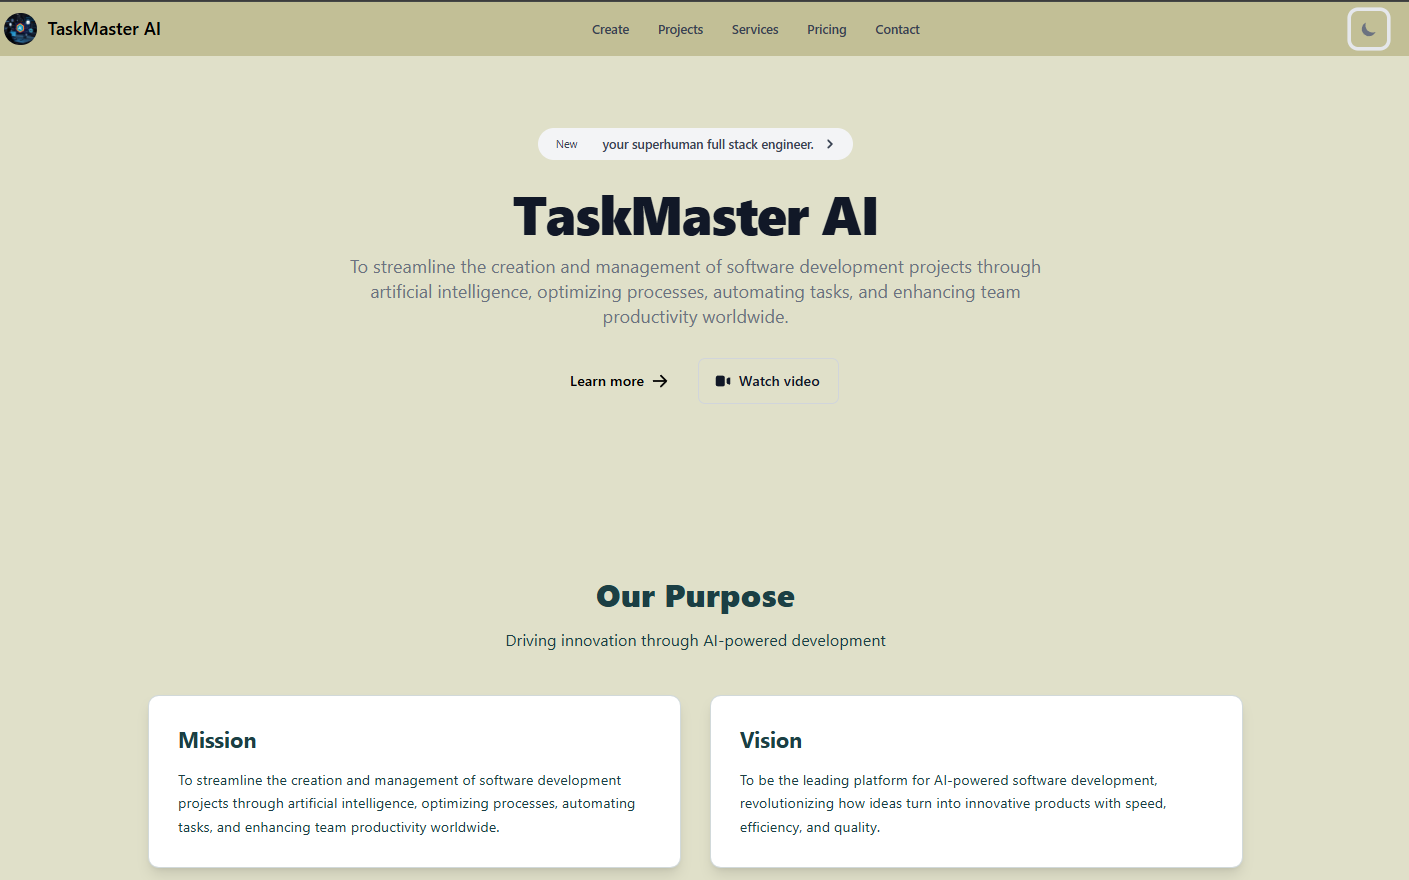 TaskMaster AI
Create Projects Services Pricing Contact
New your superhuman full stack engineer.
TaskMaster AI
To streamline the creation and management of software development projects through
artificial intelligence, optimizing processes, automating tasks, and enhancing team
productivity worldwide.
Learn more
Watch video
Our Purpose
Driving innovation through AI-powered development
Mission
To streamline the creation and management of software development
projects through artificial intelligence, optimizing processes, automating
tasks, and enhancing team productivity worldwide.
Vision
To be the leading platform for AI-powered software development,
revolutionizing how ideas turn into innovative products with speed,
efficiency, and quality.